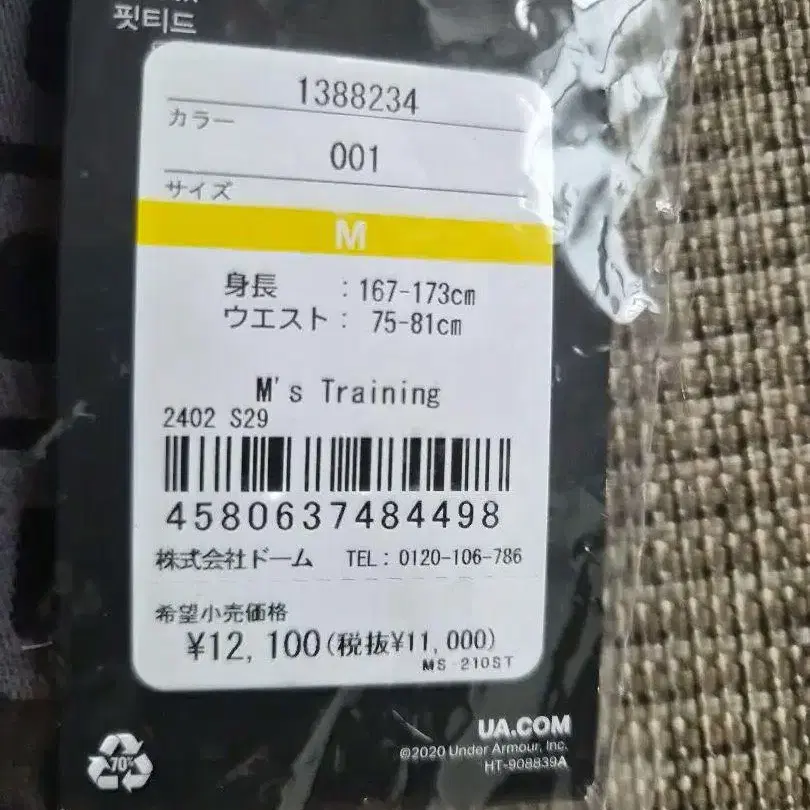 핏티드
1388234
カラー
001
サイズ
M
身長 : 167-173cm
ウエスト : 75-81cm
M's Training
2402 S29
4580637484498
株式会社ドーム TEL: 0120-106-786
希望小売価格
¥12,100(税抜¥11,000)
MS-210ST
70%
UA.COM
©2020 Under Armour, Inc.
HT-908839A